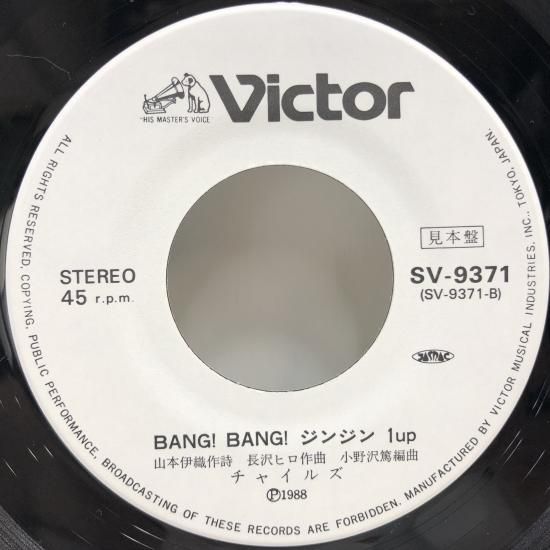 Victor
"HIS MASTER'S VOICE"
見本盤
STEREO
45 r.p.m.
SV-9371
(SV-9371-B)
JASRAC
BANG! BANG! ジンジン 1up
山本伊織作詩 長沢ヒロ作曲 小野沢篤編曲
チャイルズ
Ⓟ1988
ALL RIGHTS RESERVED. COPYING, PUBLIC PERFORMANCE, BROADCASTING OF THESE RECORDS ARE FORBIDDEN. MANUFACTURED BY VICTOR MUSICAL INDUSTRIES, INC., TOKYO, JAPAN.